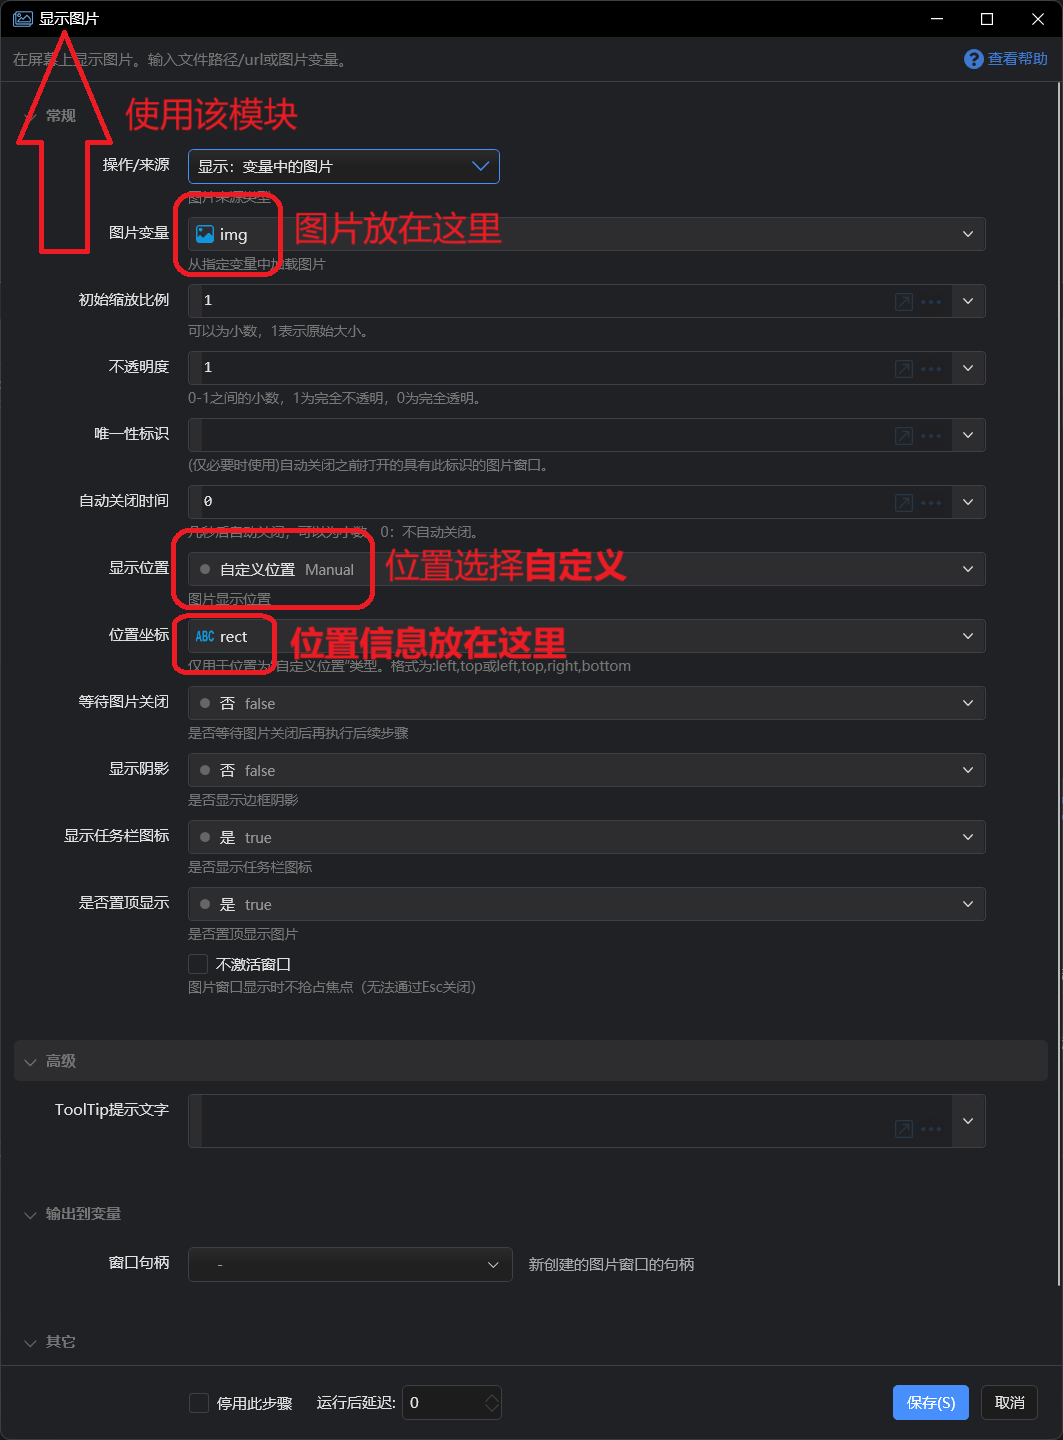 显示图片
在屏幕上显示图片。输入文件路径/url或图片变量。
查看帮助
常规
使用该模块
操作/来源
显示：变量中的图片
图片来源类型
图片变量
img
图片放在这里
从指定变量中加载图片
初始缩放比例
1
可以为小数，1表示原始大小。
不透明度
1
0-1之间的小数，1为完全不透明，0为完全透明。
唯一性标识
(仅必要时使用)自动关闭之前打开的具有此标识的图片窗口。
自动关闭时间
0
几秒后自动关闭，可以为小数。0：不自动关闭。
显示位置
自定义位置 Manual
位置选择自定义
图片显示位置
位置坐标
ABC rect
位置信息放在这里
仅用于位置为“自定义位置”类型。格式为:left,top或left,top,right,bottom
等待图片关闭
否 false
是否等待图片关闭后再执行后续步骤
显示阴影
否 false
是否显示边框阴影
显示任务栏图标
是 true
是否显示任务栏图标
是否置顶显示
是 true
是否置顶显示图片
不激活窗口
图片窗口显示时不抢占焦点（无法通过Esc关闭）
高级
ToolTip提示文字
输出到变量
窗口句柄
-
新创建的图片窗口的句柄
其它
停用此步骤
运行后延迟:
0
保存(S)
取消